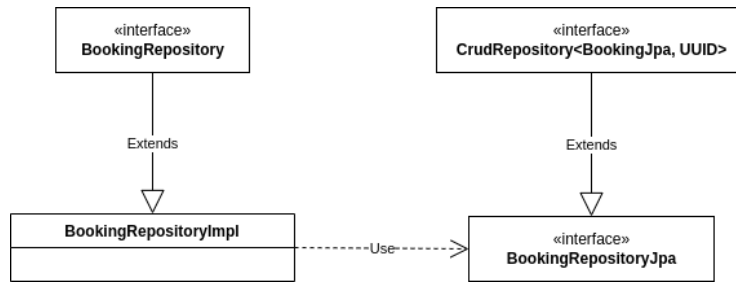 «interface»
BookingRepository
«interface»
CrudRepository<BookingJpa, UUID>
Extends
Extends
BookingRepositoryImpl
Use
«interface»
BookingRepositoryJpa